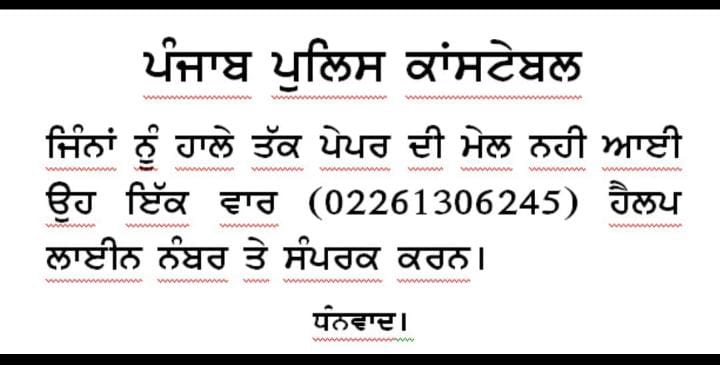 ਪੰਜਾਬ ਪੁਲਿਸ ਕਾਂਸਟੇਬਲ
ਜਿੰਨਾਂ ਨੂੰ ਹਾਲੇ ਤੱਕ ਪੇਪਰ ਦੀ ਮੇਲ ਨਹੀ ਆਈ
ਉਹ ਇੱਕ ਵਾਰ (02261306245) ਹੈਲਪ
ਲਾਈਨ ਨੰਬਰ ਤੇ ਸੰਪਰਕ ਕਰਨ।
ਧੰਨਵਾਦ।